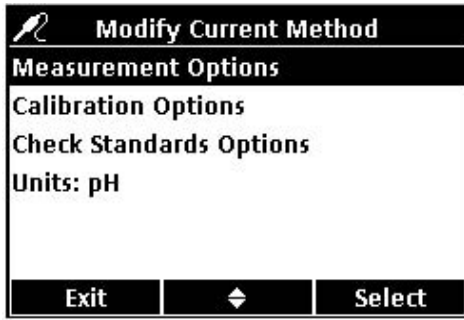 Modify Current Method
Measurement Options
Calibration Options
Check Standards Options
Units: pH
Exit
Select